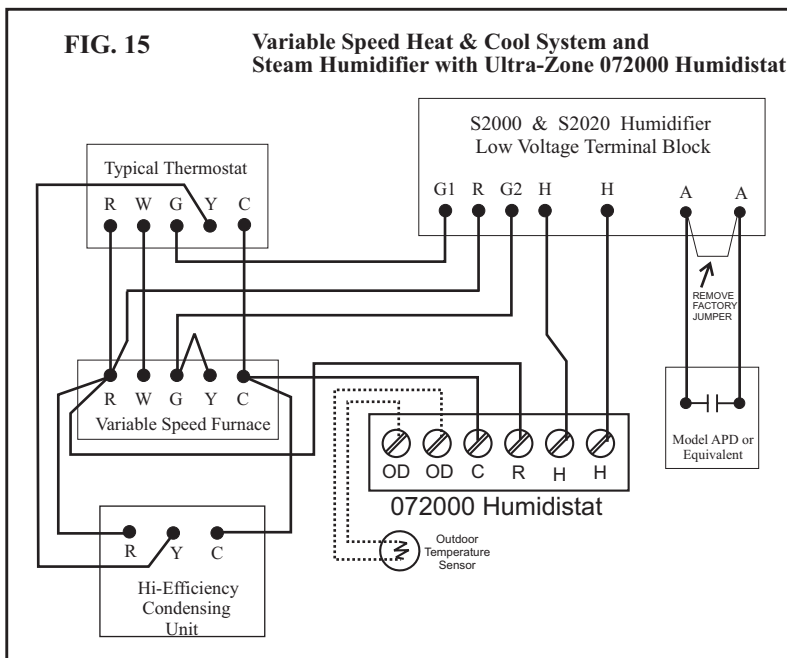 FIG. 15
Variable Speed Heat & Cool System and
Steam Humidifier with Ultra-Zone 072000 Humidistat
S2000 & S2020 Humidifier
Low Voltage Terminal Block
G1 R G2 H H A A
REMOVE
FACTORY
JUMPER
Typical Thermostat
R W G Y C
R W G Y C
Variable Speed Furnace
Model APD or
Equivalent
OD OD C R H H
072000 Humidistat
Outdoor
Temperature
Sensor
R Y C
Hi-Efficiency
Condensing
Unit